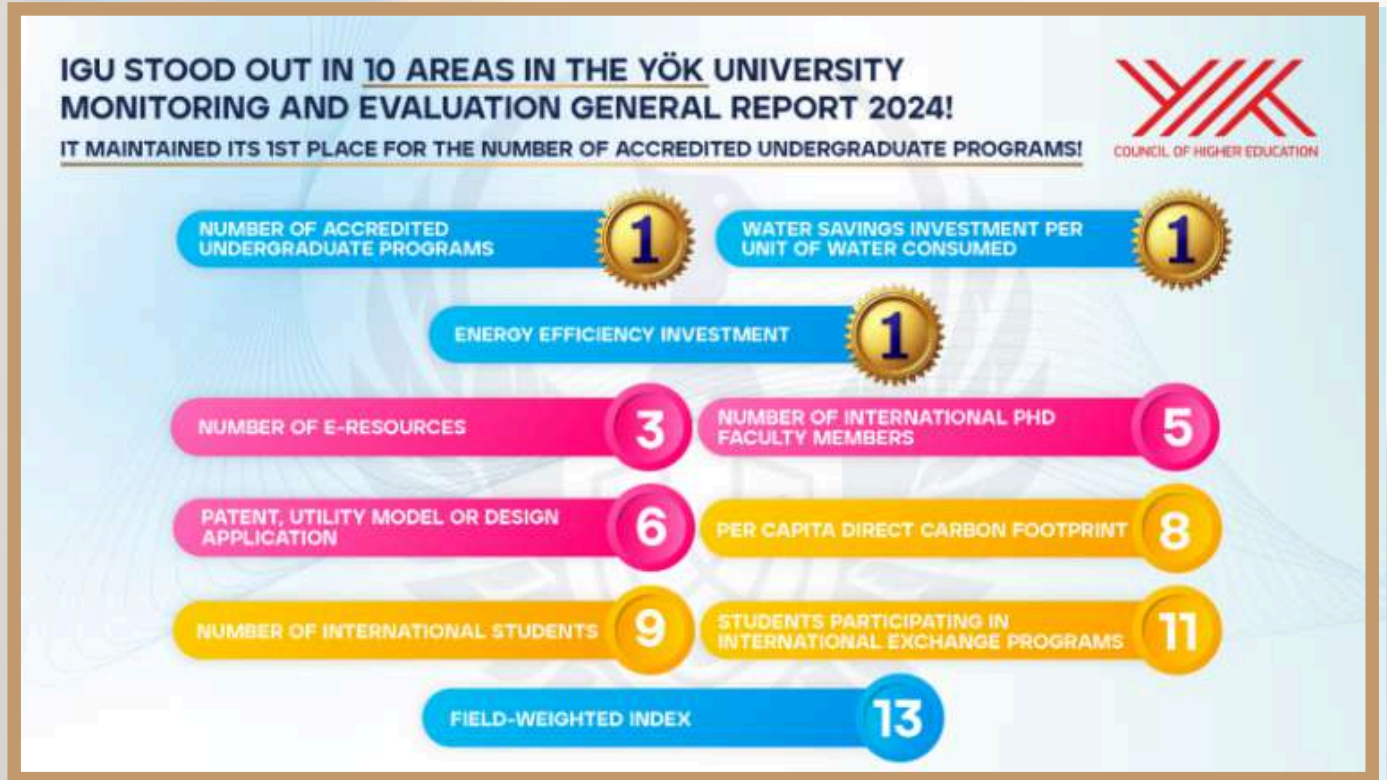 IGU STOOD OUT IN 10 AREAS IN THE YÖK UNIVERSITY
MONITORING AND EVALUATION GENERAL REPORT 2024!
IT MAINTAINED ITS 1ST PLACE FOR THE NUMBER OF ACCREDITED UNDERGRADUATE PROGRAMS!
YÖK
COUNCIL OF HIGHER EDUCATION
NUMBER OF ACCREDITED
UNDERGRADUATE PROGRAMS
1
WATER SAVINGS INVESTMENT PER
UNIT OF WATER CONSUMED
1
ENERGY EFFICIENCY INVESTMENT
1
NUMBER OF E-RESOURCES
3
NUMBER OF INTERNATIONAL PHD
FACULTY MEMBERS
5
PATENT, UTILITY MODEL OR DESIGN
APPLICATION
6
PER CAPITA DIRECT CARBON FOOTPRINT
8
NUMBER OF INTERNATIONAL STUDENTS
9
STUDENTS PARTICIPATING IN
INTERNATIONAL EXCHANGE PROGRAMS
11
FIELD-WEIGHTED INDEX
13